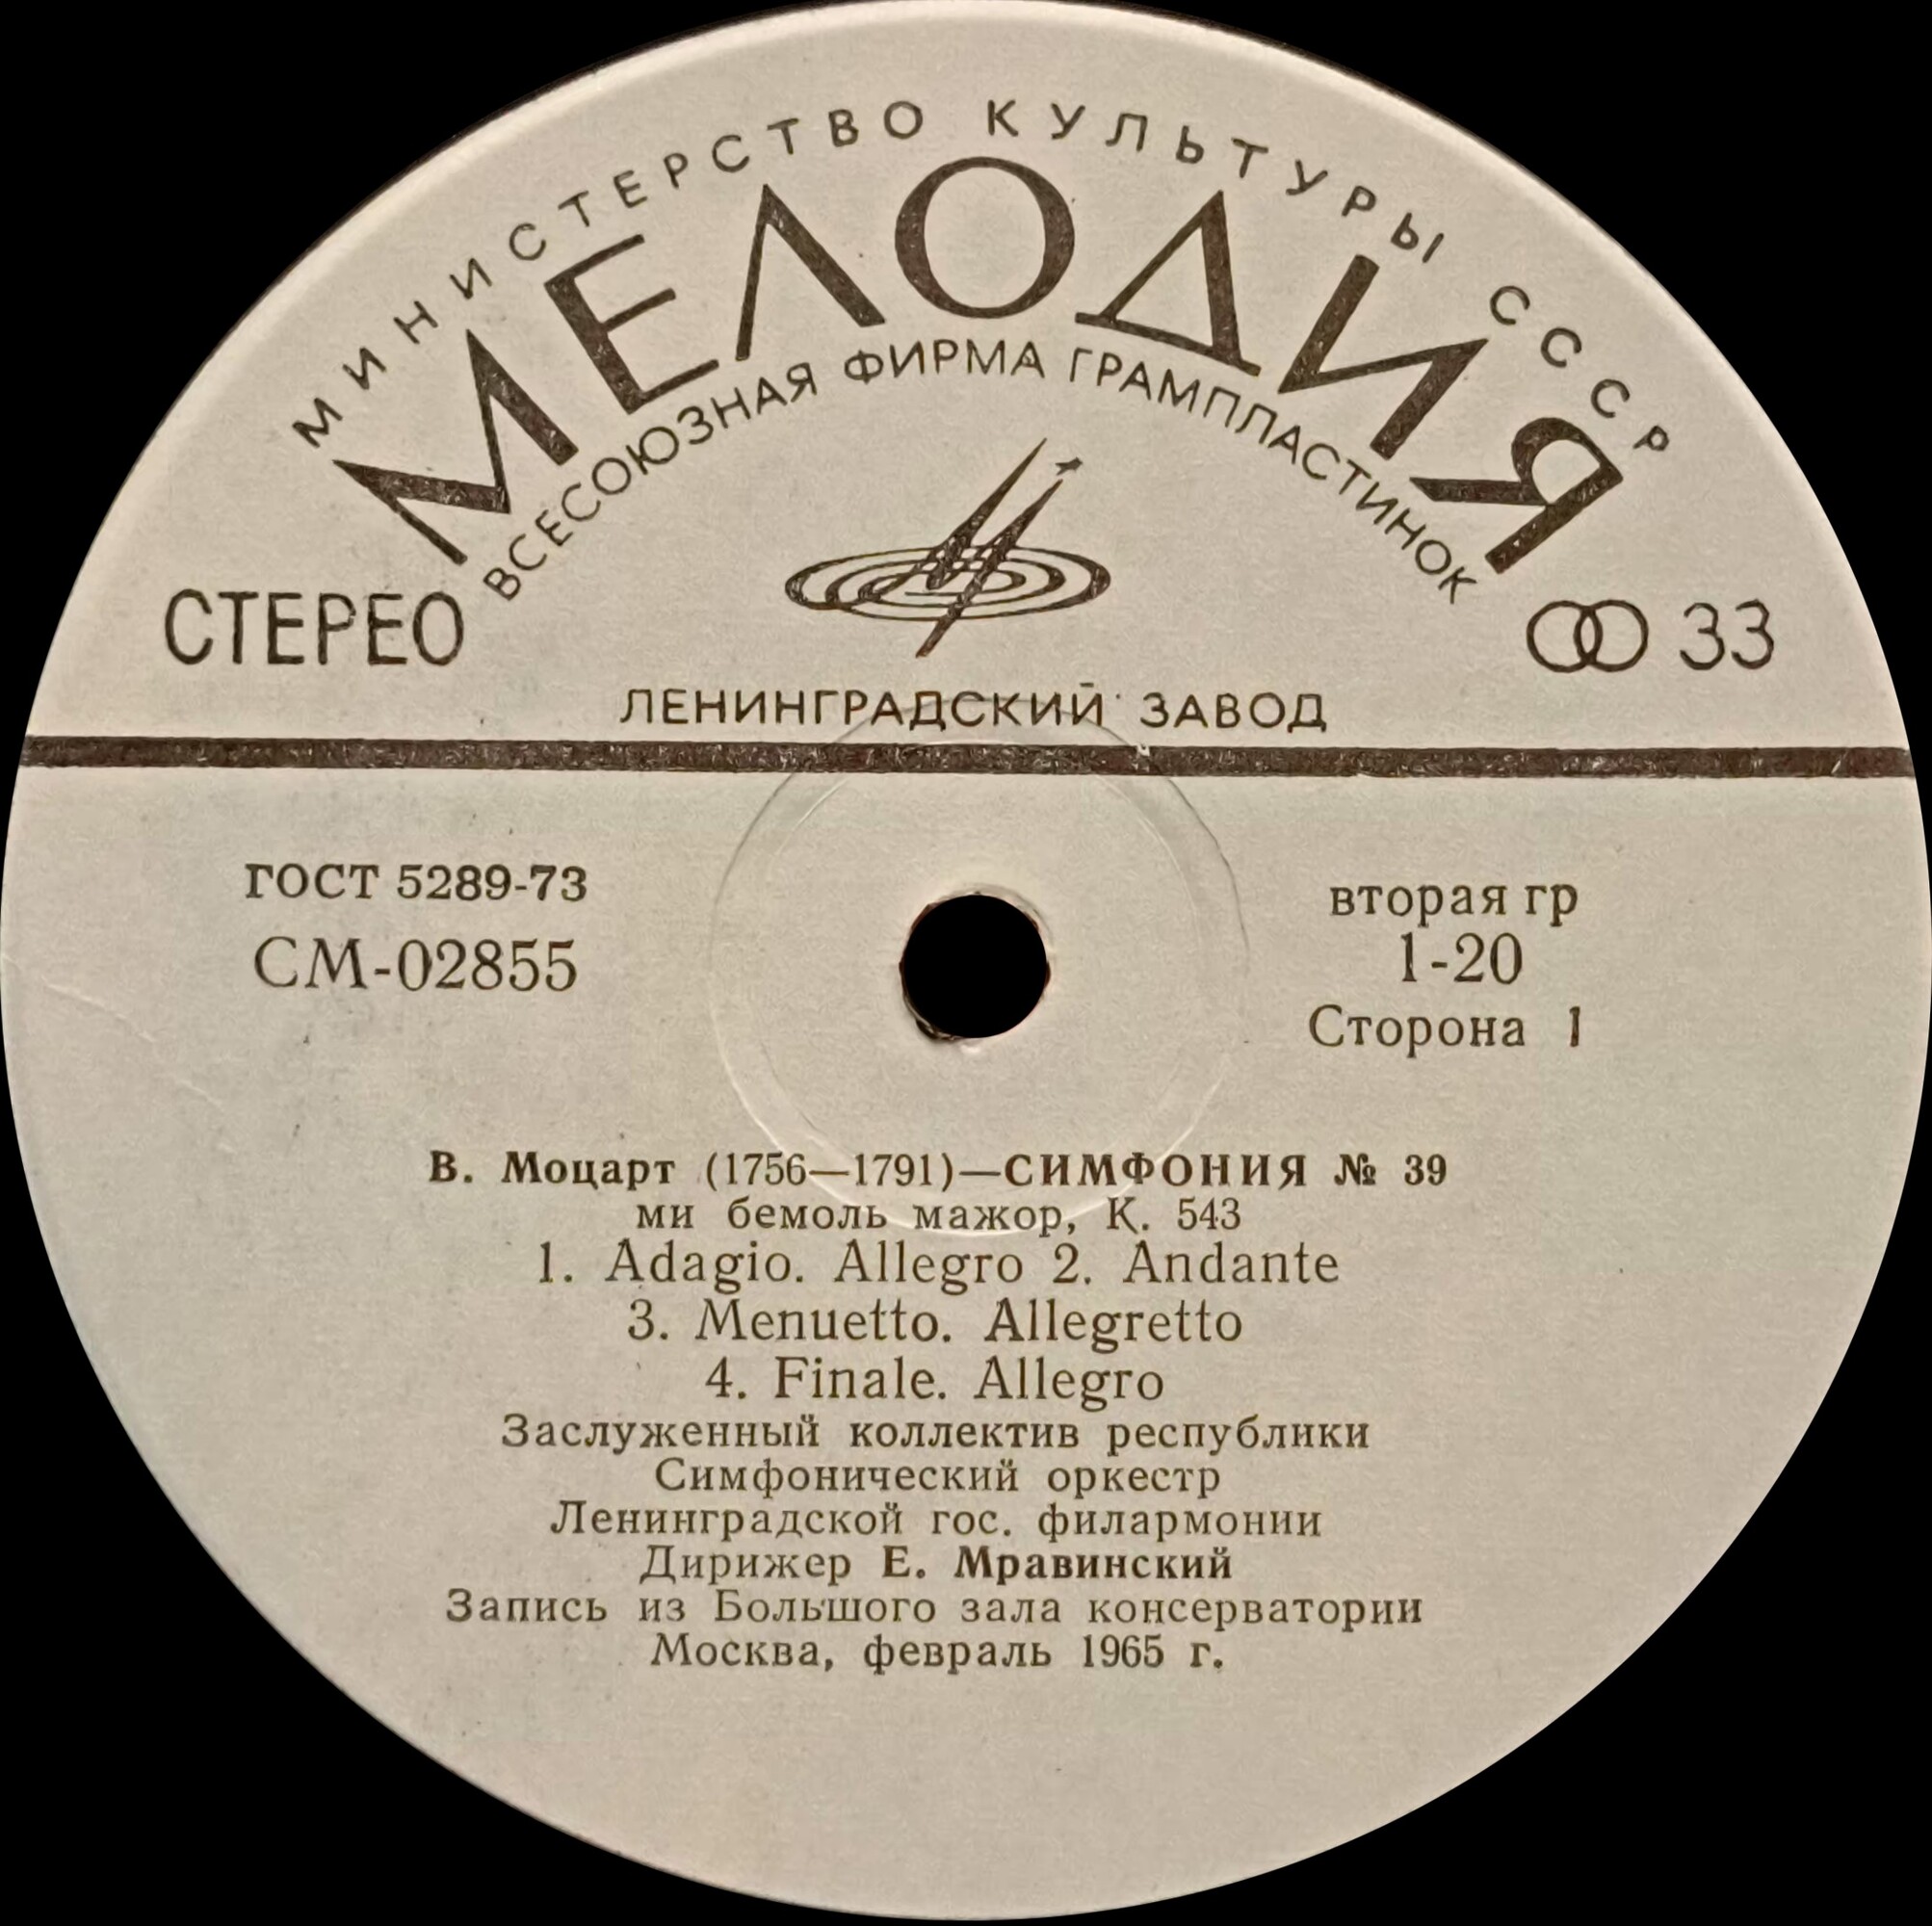 МИНИСТЕРСТВО КУЛЬТУРЫ СССР
МЕЛОДИЯ
ВСЕСОЮЗНАЯ ФИРМА ГРАМПЛАСТИНОК
СТЕРЕО
33
ЛЕНИНГРАДСКИЙ ЗАВОД
ГОСТ 5289-73
СМ-02855
вторая гр
1-20
Сторона 1
В. Моцарт (1756—1791)—СИМФОНИЯ № 39
ми бемоль мажор, К. 543
1. Adagio. Allegro 2. Andante
3. Menuetto. Allegretto
4. Finale. Allegro
Заслуженный коллектив республики
Симфонический оркестр
Ленинградской гос. филармонии
Дирижер Е. Мравинский
Запись из Большого зала консерватории
Москва, февраль 1965 г.